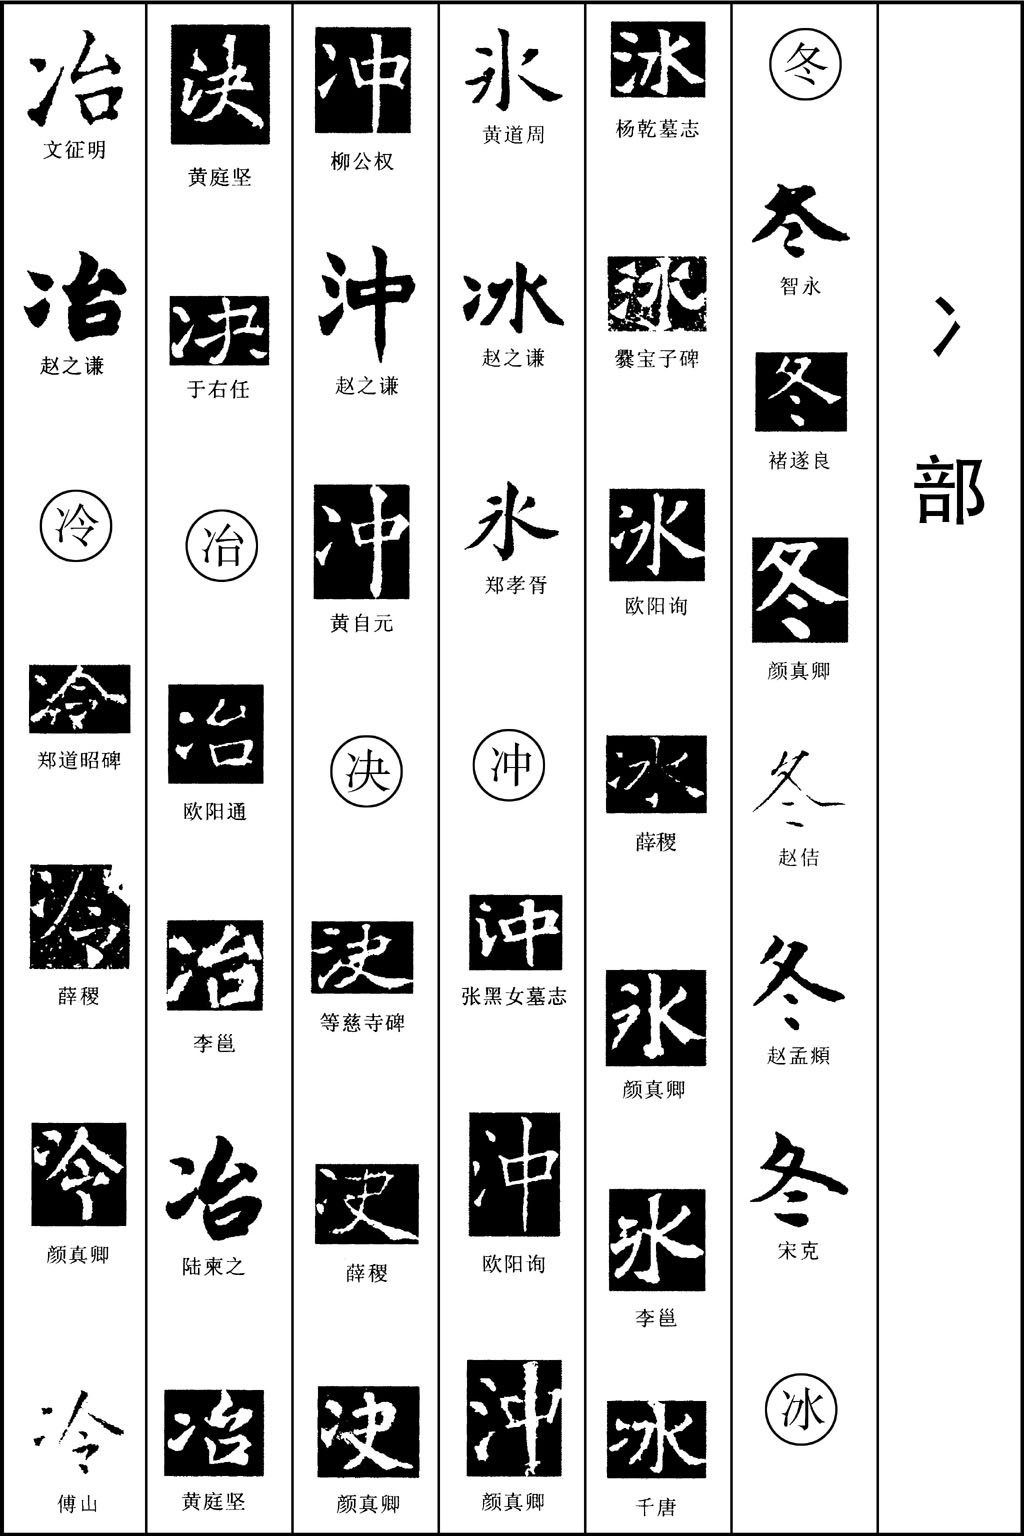 冫
部
冬
冬
智永
冬
褚遂良
冬
颜真卿
冬
赵佶
冬
赵孟頫
冬
宋克
冰
冰
杨乾墓志
冰
爨宝子碑
冰
欧阳询
冰
薛稷
冰
颜真卿
冰
李邕
冰
千唐
冰
黄道周
冰
赵之谦
冰
郑孝胥
冲
冲
张黑女墓志
冲
欧阳询
冲
颜真卿
冲
柳公权
冲
赵之谦
冲
黄自元
决
决
等慈寺碑
决
薛稷
决
颜真卿
决
黄庭坚
决
于右任
冶
冶
欧阳通
冶
李邕
冶
陆柬之
冶
黄庭坚
冶
文征明
冶
赵之谦
冷
冷
郑道昭碑
冷
薛稷
冷
颜真卿
冷
傅山